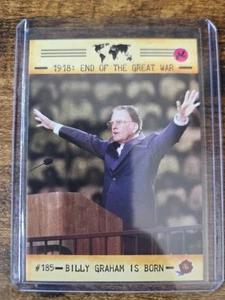 1918: END OF THE GREAT WAR
#185 BILLY GRAHAM IS BORN